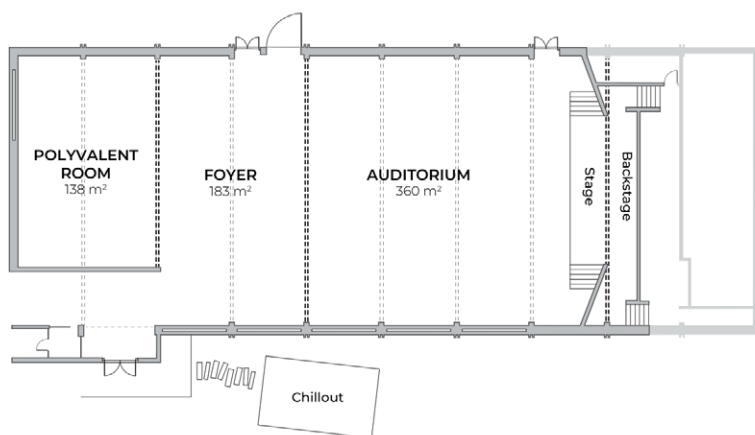 POLYVALENT
ROOM
138 m²
FOYER
183 m²
AUDITORIUM
360 m²
Stage
Backstage
Chillout